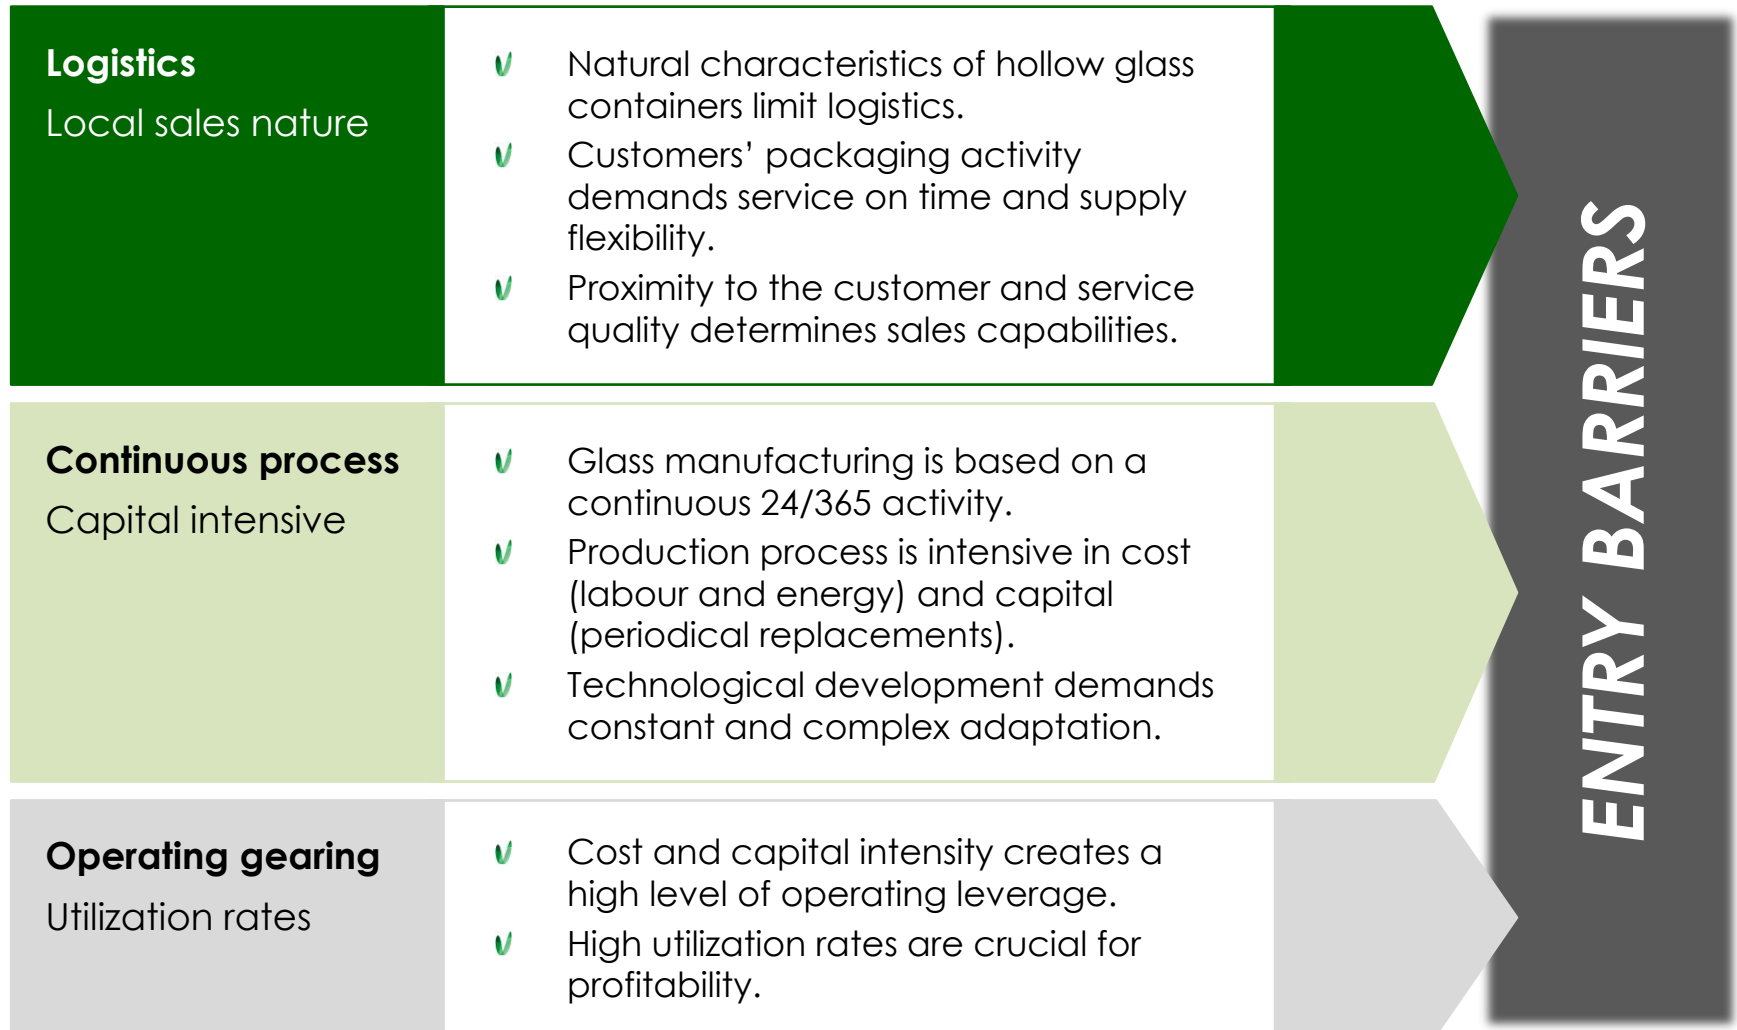 Logistics
Local sales nature
Natural characteristics of hollow glass
containers limit logistics.
Customers’ packaging activity
demands service on time and supply
flexibility.
Proximity to the customer and service
quality determines sales capabilities.
Continuous process
Capital intensive
Glass manufacturing is based on a
continuous 24/365 activity.
Production process is intensive in cost
(labour and energy) and capital
(periodical replacements).
Technological development demands
constant and complex adaptation.
Operating gearing
Utilization rates
Cost and capital intensity creates a
high level of operating leverage.
High utilization rates are crucial for
profitability.
ENTRY BARRIERS